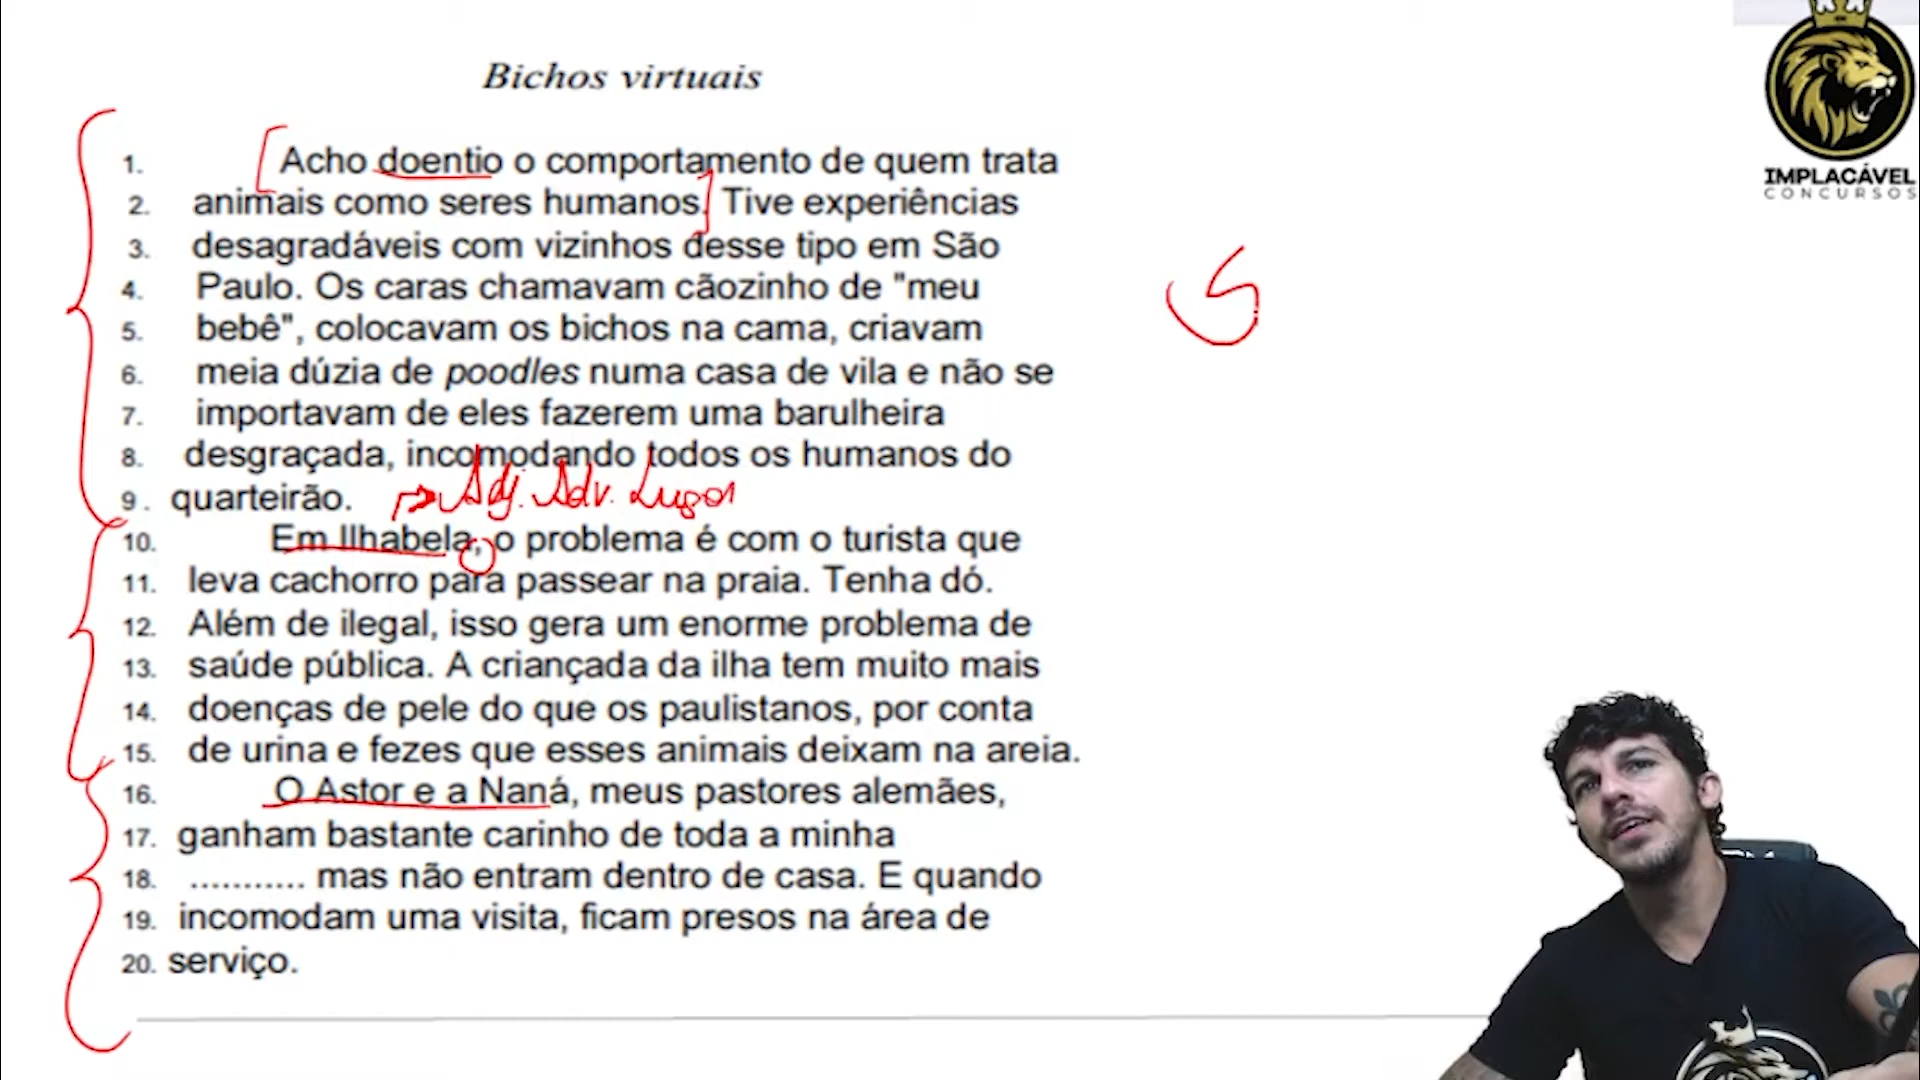 Bichos virtuais
IMPLACÁVEL
CONCURSOS
1. Acho doentio o comportamento de quem trata
2. animais como seres humanos. Tive experiências
3. desagradáveis com vizinhos desse tipo em São
4. Paulo. Os caras chamavam cãozinho de "meu
5. bebê", colocavam os bichos na cama, criavam
6. meia dúzia de poodles numa casa de vila e não se
7. importavam de eles fazerem uma barulheira
8. desgraçada, incomodando todos os humanos do
9. quarteirão. Adj. Adv. Lugar
10. Em Ilhabela, o problema é com o turista que
11. leva cachorro para passear na praia. Tenha dó.
12. Além de ilegal, isso gera um enorme problema de
13. saúde pública. A criançada da ilha tem muito mais
14. doenças de pele do que os paulistanos, por conta
15. de urina e fezes que esses animais deixam na areia.
16. O Astor e a Naná, meus pastores alemães,
17. ganham bastante carinho de toda a minha
18. ........... mas não entram dentro de casa. E quando
19. incomodam uma visita, ficam presos na área de
20. serviço.